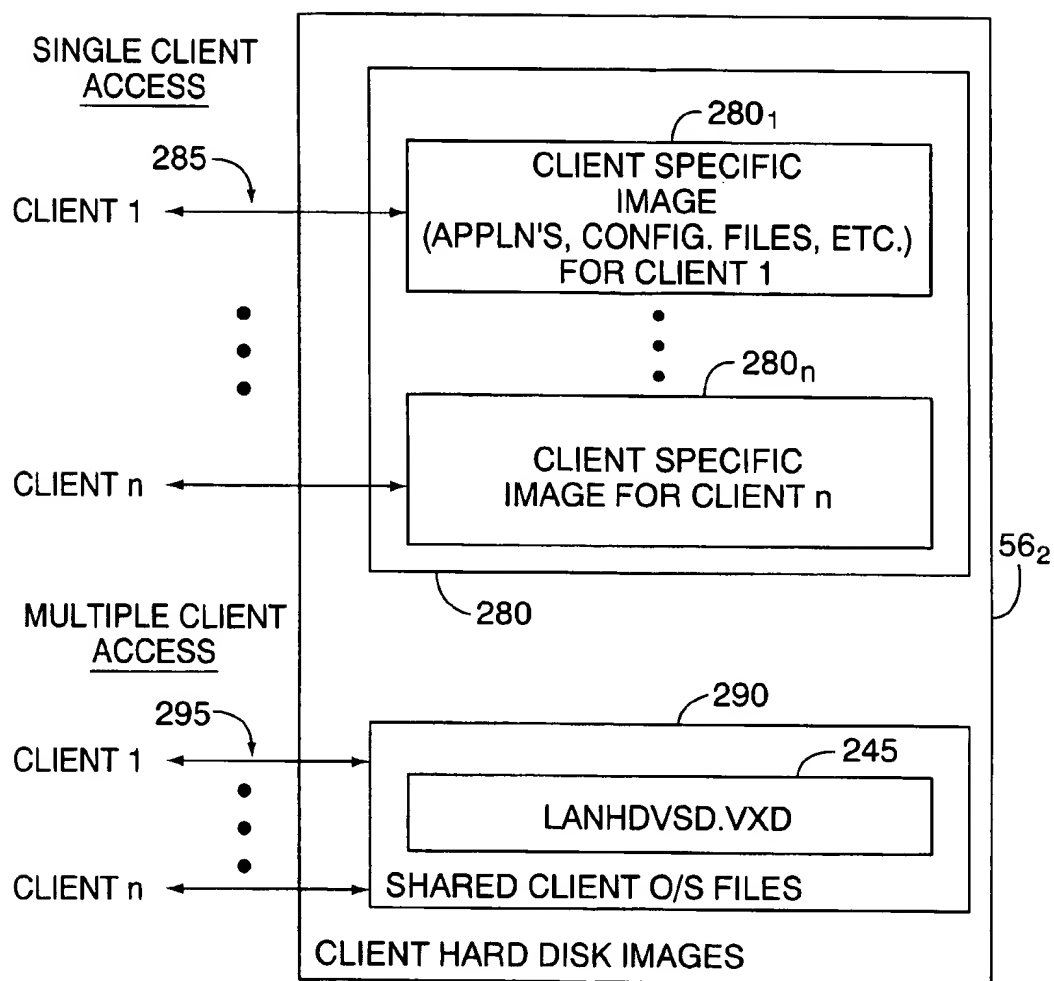 SINGLE CLIENT
ACCESS
285
CLIENT 1
280₁
CLIENT SPECIFIC
IMAGE
(APPLN'S, CONFIG. FILES, ETC.)
FOR CLIENT 1
280ₙ
CLIENT n
CLIENT SPECIFIC
IMAGE FOR CLIENT n
56₂
280
MULTIPLE CLIENT
ACCESS
295
290
CLIENT 1
245
LANHDVSD.VXD
CLIENT n
SHARED CLIENT O/S FILES
CLIENT HARD DISK IMAGES